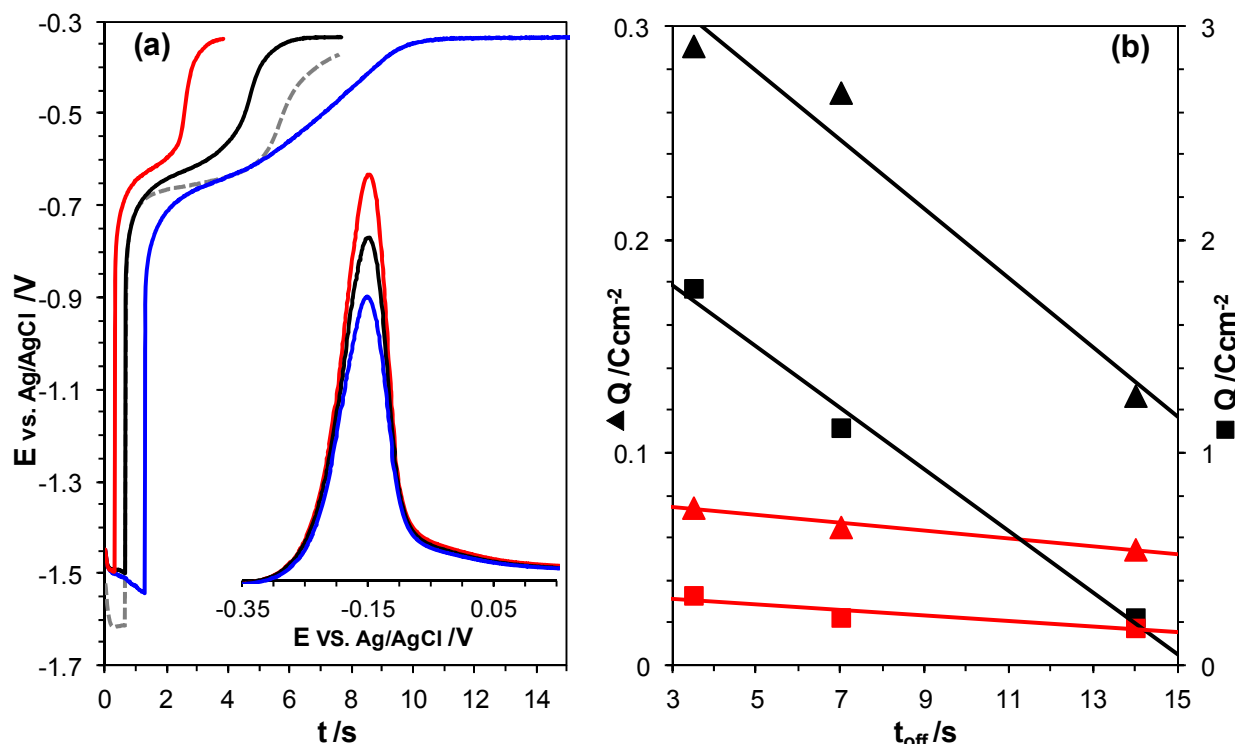 (a)
-0.3
-0.5
-0.7
-0.9
-1.1
-1.3
-1.5
-1.7
E vs. Ag/AgCl /V
0 2 4 6 8 10 12 14
t /s
-0.35 -0.15 0.05
E VS. Ag/AgCl /V
(b)
0.3
0.2
0.1
0
▲Q /Ccm-2
3
2
1
0
■ Q /Ccm-2
3 5 7 9 11 13 15
toff/s